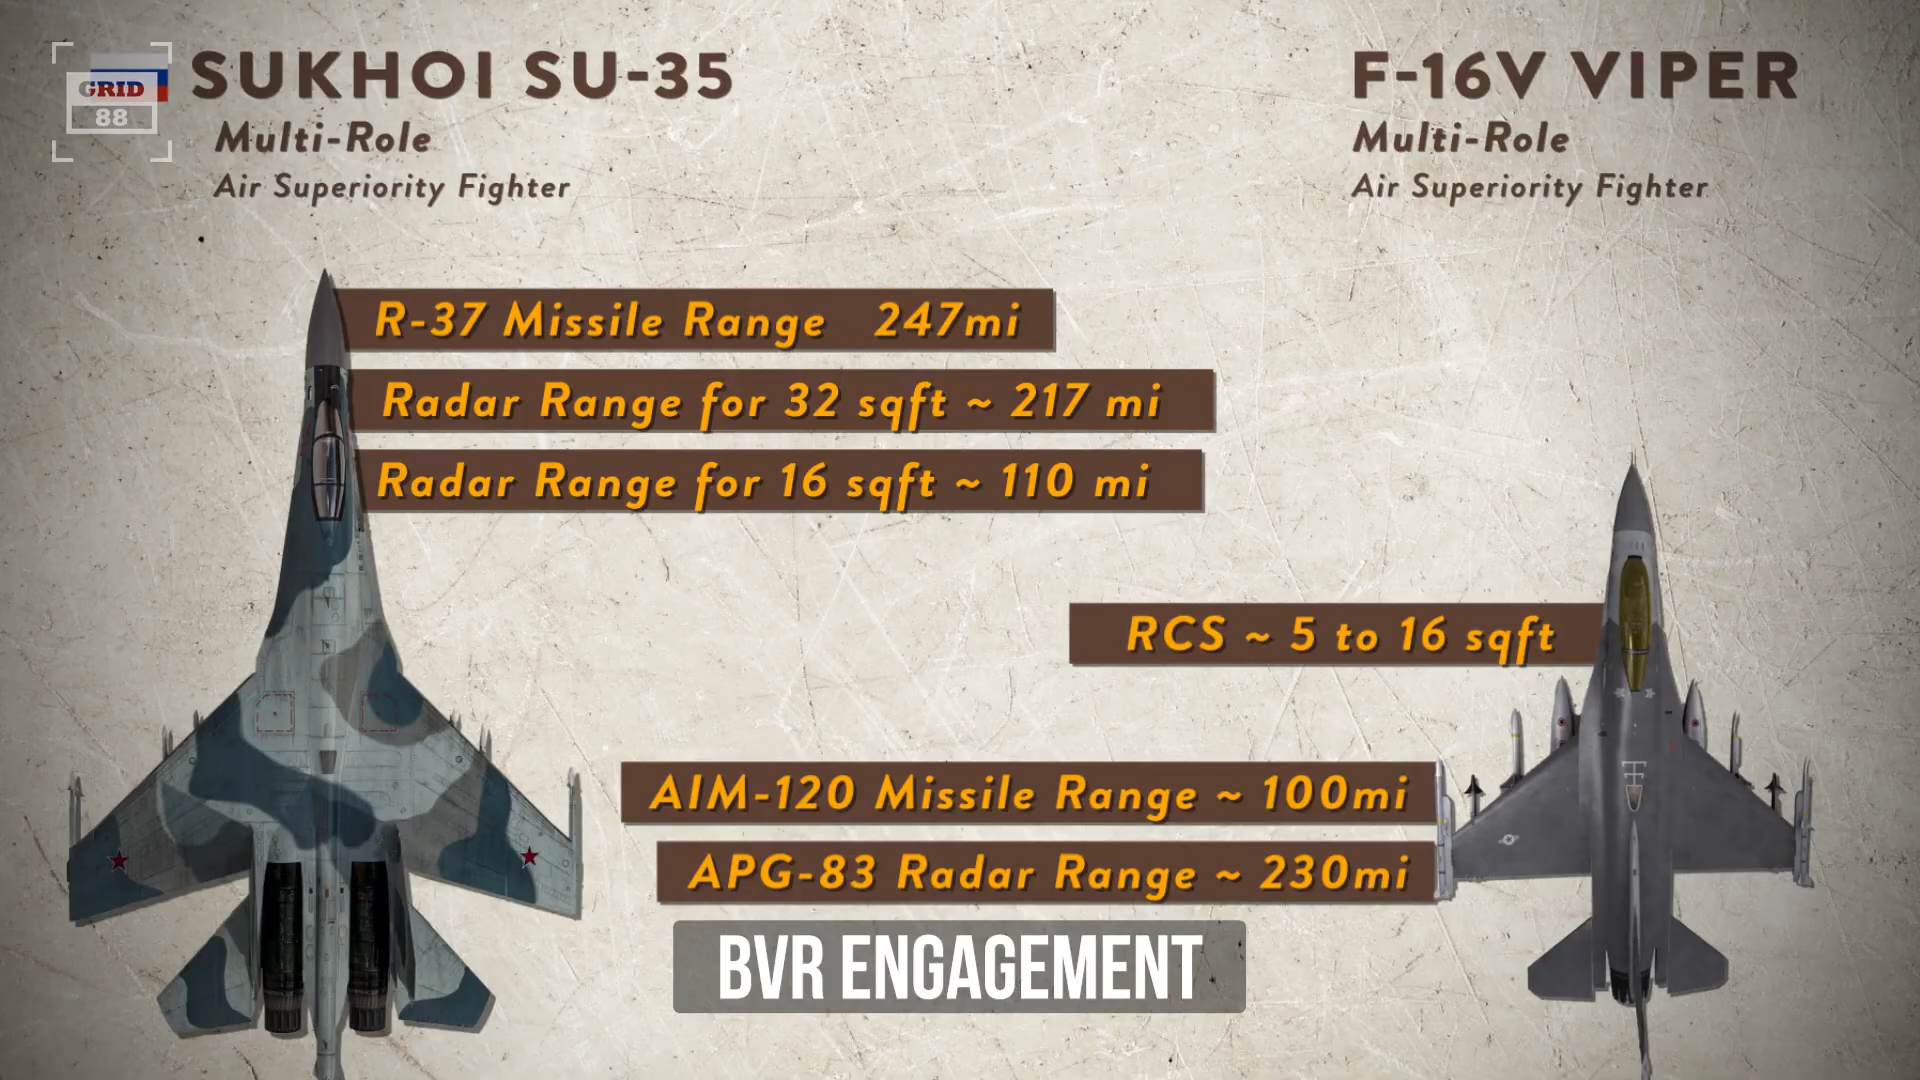 GRID
88
SUKHOI SU-35
Multi-Role
Air Superiority Fighter
F-16V VIPER
Multi-Role
Air Superiority Fighter
R-37 Missile Range 247mi
Radar Range for 32 sqft ~ 217 mi
Radar Range for 16 sqft ~ 110 mi
RCS ~ 5 to 16 sqft
AIM-120 Missile Range ~ 100mi
APG-83 Radar Range ~ 230mi
BVR ENGAGEMENT